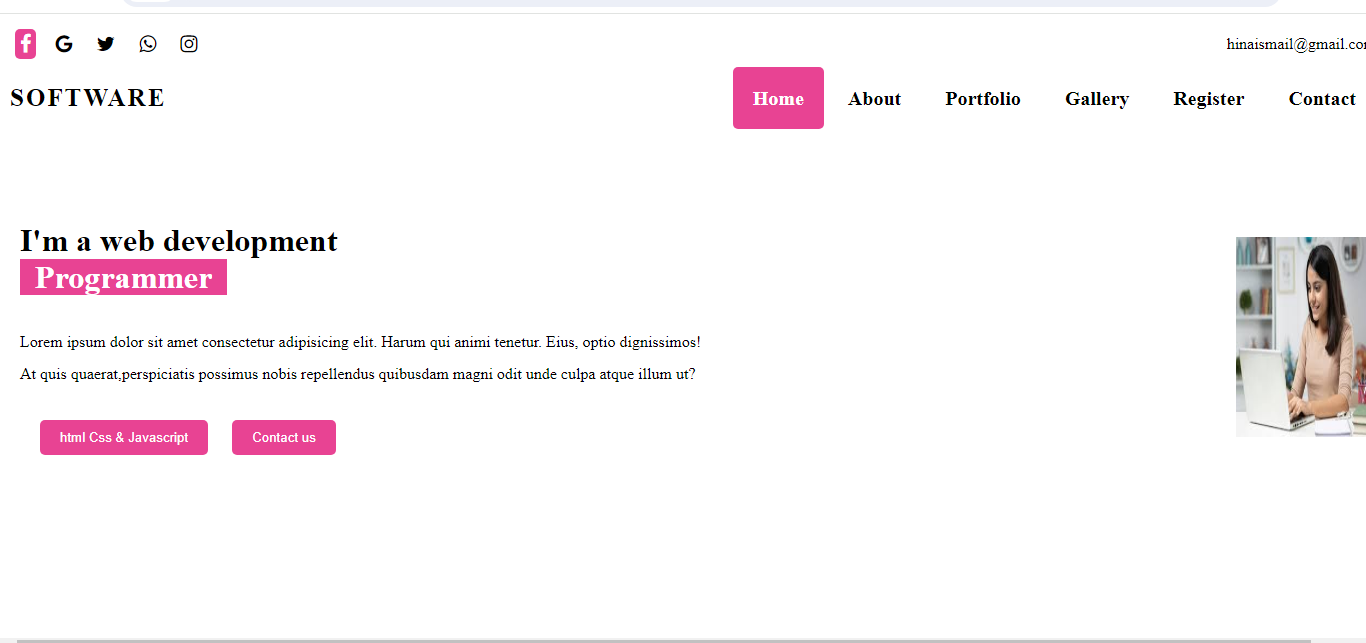 hinaismail@gmail.co
SOFTWARE
Home About Portfolio Gallery Register Contact
I'm a web development
Programmer
Lorem ipsum dolor sit amet consectetur adipisicing elit. Harum qui animi tenetur. Eius, optio dignissimos!
At quis quaerat,perspiciatis possimus nobis repellendus quibusdam magni odit unde culpa atque illum ut?
html Css & Javascript Contact us